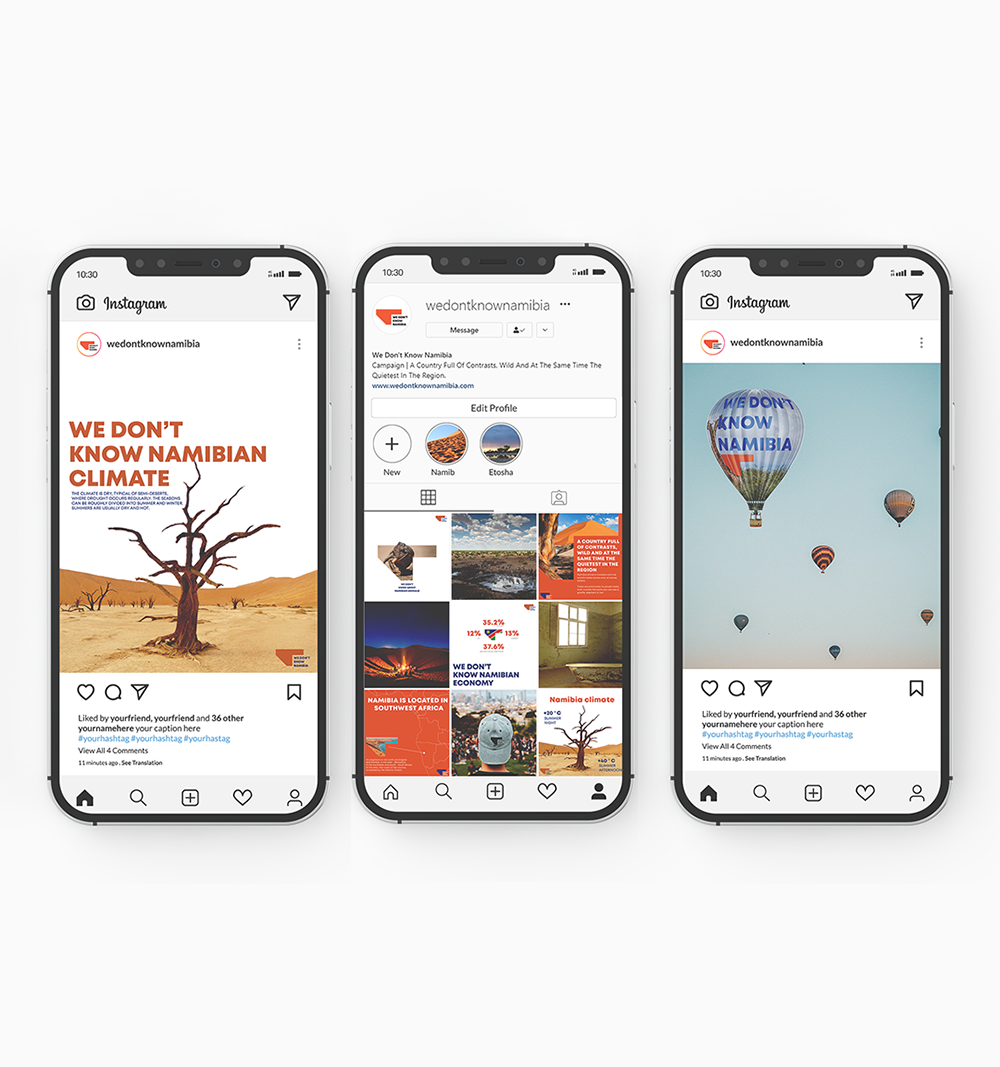 10:30
Instagram
wedontknownamibia
WE DON'T
KNOW NAMIBIAN
CLIMATE
THE CLIMATE IS DRY, TYPICAL OF SEMI-DESERTS,
WHERE DROUGHT OCCURS REGULARLY. THE SEASONS
CAN BE ROUGHLY DIVIDED INTO SUMMER AND WINTER.
SUMMERS ARE USUALLY DRY AND HOT.
WE DON'T
KNOW
NAMIBIA
Liked by yourfriend, yourfriend and 36 other
yournamehere your caption here
#yourhashtag #yourhashtag #yourhastag
View All 4 Comments
11 minutes ago . See Translation
10:30
WE DON'T
KNOW
NAMIBIA
wedontknownamibia
Message
We Don't Know Namibia
Campaign | A Country Full Of Contrasts. Wild And At The Same Time The
Quietest In The Region.
www.wedontknownamibia.com
Edit Profile
New
Namib
Etosha
A COUNTRY FULL
OF CONTRASTS,
WILD AND AT THE
SAME TIME THE
QUIETEST IN THE
REGION
35.2%
12%
13%
37.6%
WE DON'T
KNOW NAMIBIAN
ECONOMY
NAMIBIA IS LOCATED IN
SOUTHWEST AFRICA
Namibia climate
+20 °C
SUMMER
NIGHT
+40 °C
SUMMER
AFTERNOON
10:30
Instagram
wedontknownamibia
WE DON'T
KNOW
NAMIBIA
Liked by yourfriend, yourfriend and 36 other
yournamehere your caption here
#yourhashtag #yourhashtag #yourhastag
View All 4 Comments
11 minutes ago . See Translation